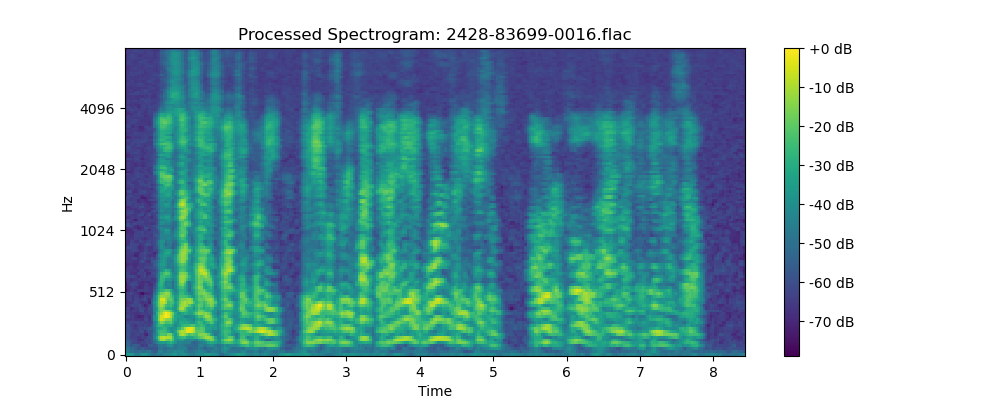 Processed Spectrogram: 2428-83699-0016.flac
Hz
4096
2048
1024
512
0
0 1 2 3 4 5 6 7 8
Time
+0 dB
-10 dB
-20 dB
-30 dB
-40 dB
-50 dB
-60 dB
-70 dB